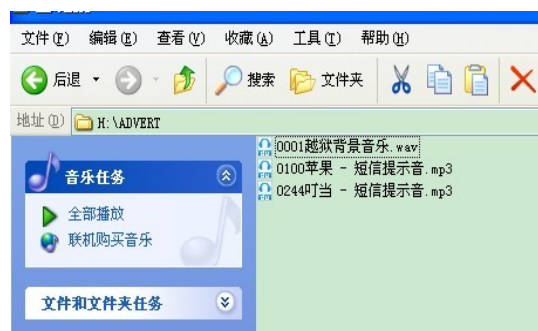 文件(F) 编辑(E) 查看(V) 收藏(A) 工具(T) 帮助(H)
后退 搜索 文件夹
地址(D) H:\ADVERT
0001越狱背景音乐.wav
0100苹果 - 短信提示音.mp3
0244叮当 - 短信提示音.mp3
音乐任务
全部播放
联机购买音乐
文件和文件夹任务